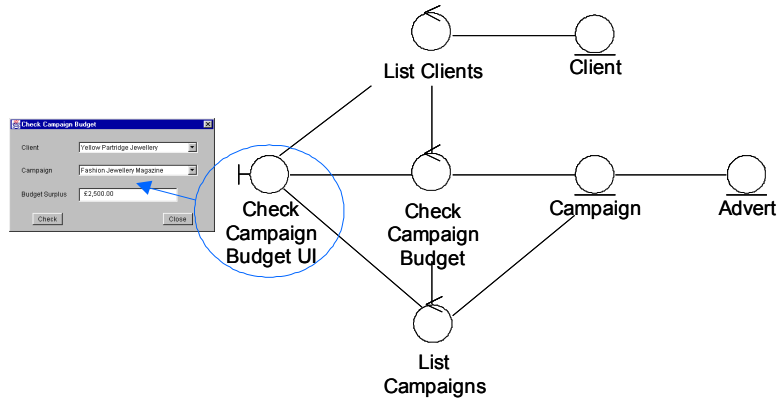 List Clients
Client
Check Campaign Budget
Client
Yellow Partridge Jewellery
Campaign
Fashion Jewellery Magazine
Budget Surplus
£2,500.00
Check
Close
Check
Campaign
Budget UI
Check
Campaign
Budget
Campaign
Advert
List
Campaigns